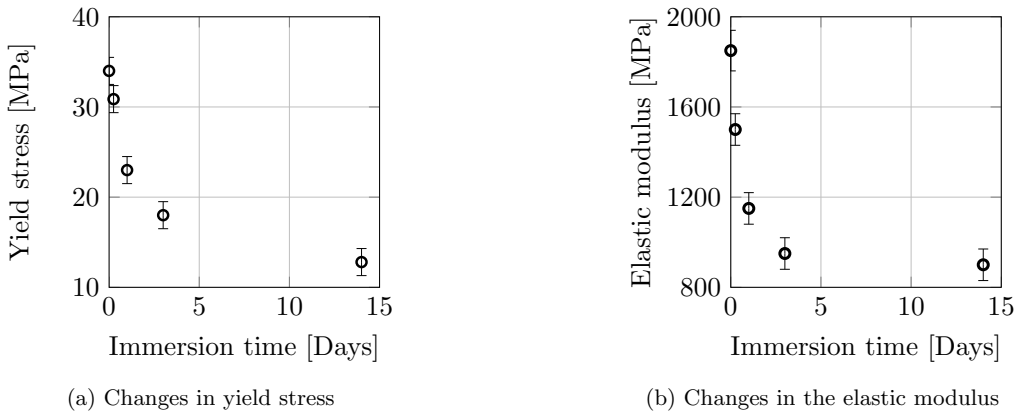 40
30
20
10
0
5
10
15
Yield stress [MPa]
Immersion time [Days]
(a) Changes in yield stress
2000
1600
1200
800
0
5
10
15
Elastic modulus [MPa]
Immersion time [Days]
(b) Changes in the elastic modulus